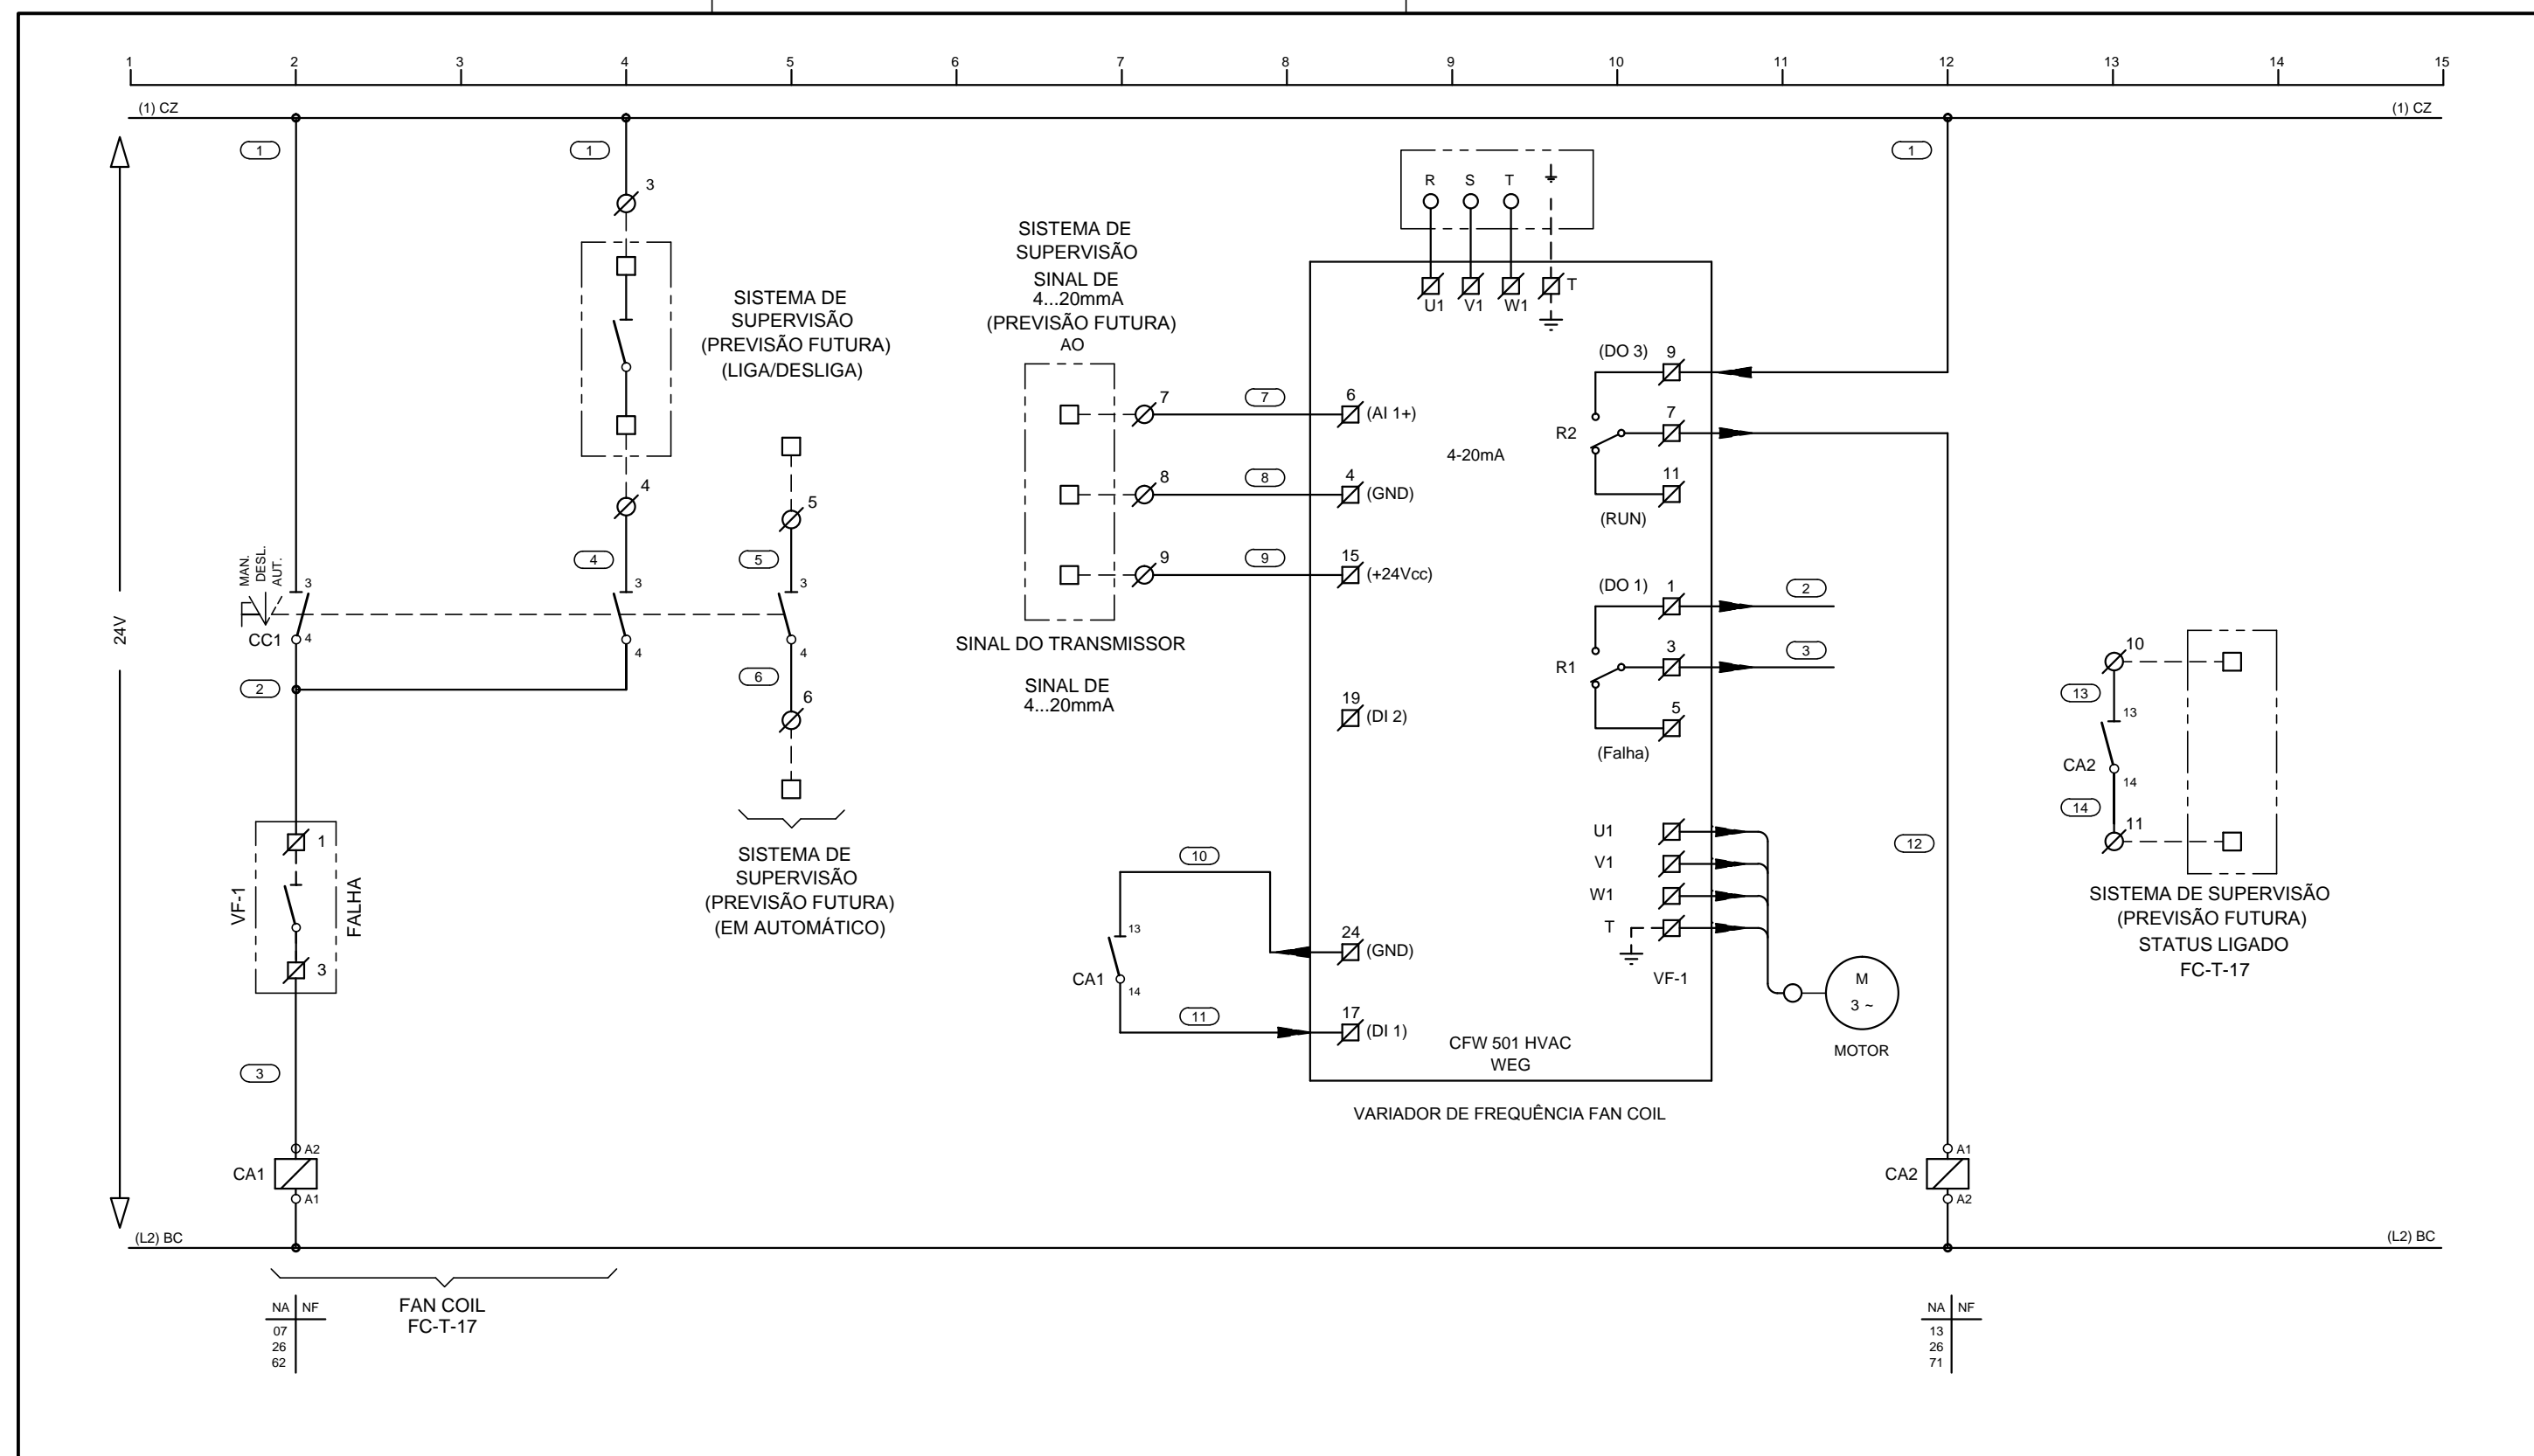 1 2 3 4 5 6 7 8 9 10 11 12 13 14 15
(1) CZ
(1) CZ
24V
1
1
1
3
SISTEMA DE
SUPERVISÃO
(PREVISÃO FUTURA)
(LIGA/DESLIGA)
4
4
5
5
MAN.
DESL.
AUT.
CC1
3
4
3
4
3
4
2
6
6
SISTEMA DE
SUPERVISÃO
(PREVISÃO FUTURA)
(EM AUTOMÁTICO)
VF-1
1
3
FALHA
3
CA1
A2
A1
SISTEMA DE
SUPERVISÃO
SINAL DE
4...20mmA
(PREVISÃO FUTURA)
AO
7
7
8
8
9
9
SINAL DO TRANSMISSOR
SINAL DE
4...20mmA
10
CA1
13
14
11
R S T
U1 V1 W1 T
6
(AI 1+)
4-20mA
4
(GND)
15
(+24Vcc)
19
(DI 2)
24
(GND)
17
(DI 1)
(DO 3) 9
7
R2
11
(RUN)
(DO 1) 1
2
3
3
R1
5
(Falha)
U1
V1
W1
T
VF-1
M
3 ~
MOTOR
CFW 501 HVAC
WEG
VARIADOR DE FREQUÊNCIA FAN COIL
12
CA2
A1
A2
10
13
13
CA2
14
14
11
SISTEMA DE SUPERVISÃO
(PREVISÃO FUTURA)
STATUS LIGADO
FC-T-17
(L2) BC
(L2) BC
FAN COIL
FC-T-17
NA NF
07
26
62
NA NF
13
26
71